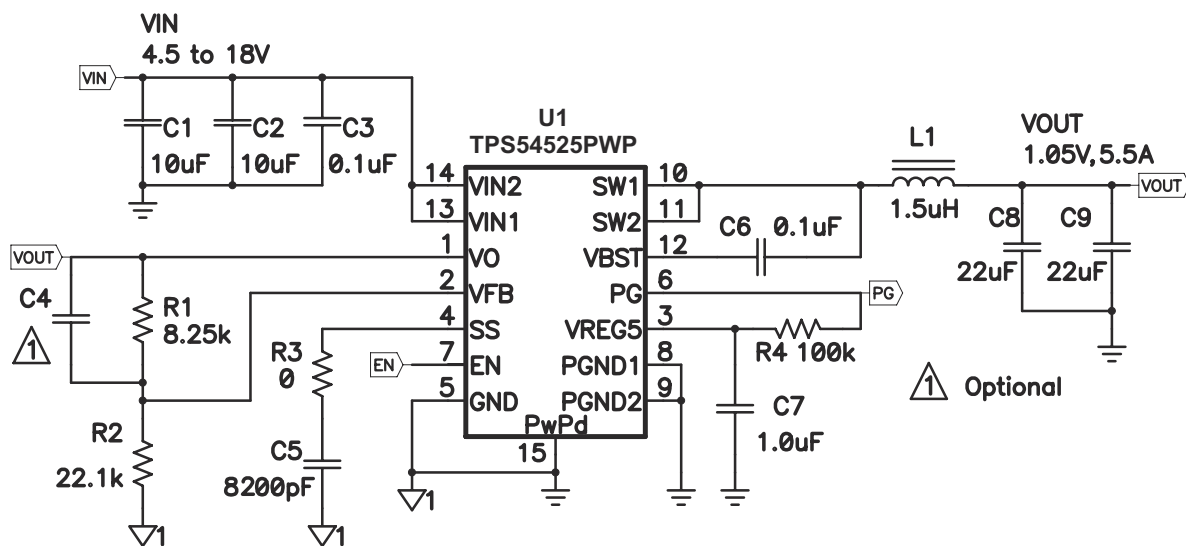 VIN
4.5 to 18V
VIN
C1
10uF
C2
10uF
C3
0.1uF
U1
TPS54525PWP
14
VIN2
13
VIN1
1
VO
2
VFB
4
SS
7
EN
5
GND
PwPd
15
SW1
10
SW2
11
VBST
12
PG
6
VREG5
3
PGND1
8
PGND2
9
C6
0.1uF
L1
1.5uH
VOUT
1.05V,5.5A
VOUT
C8
22uF
C9
22uF
PG
R4 100k
C7
1.0uF
1 Optional
VOUT
C4
1
R1
8.25k
R2
22.1k
1
R3
0
C5
8200pF
1
EN
1